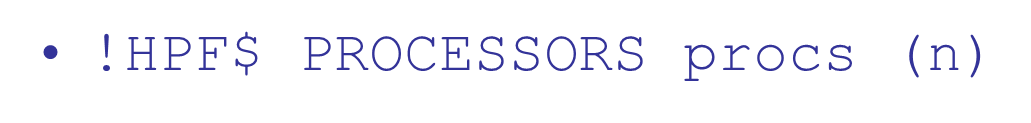 • !HPF$ PROCESSORS procs (n)